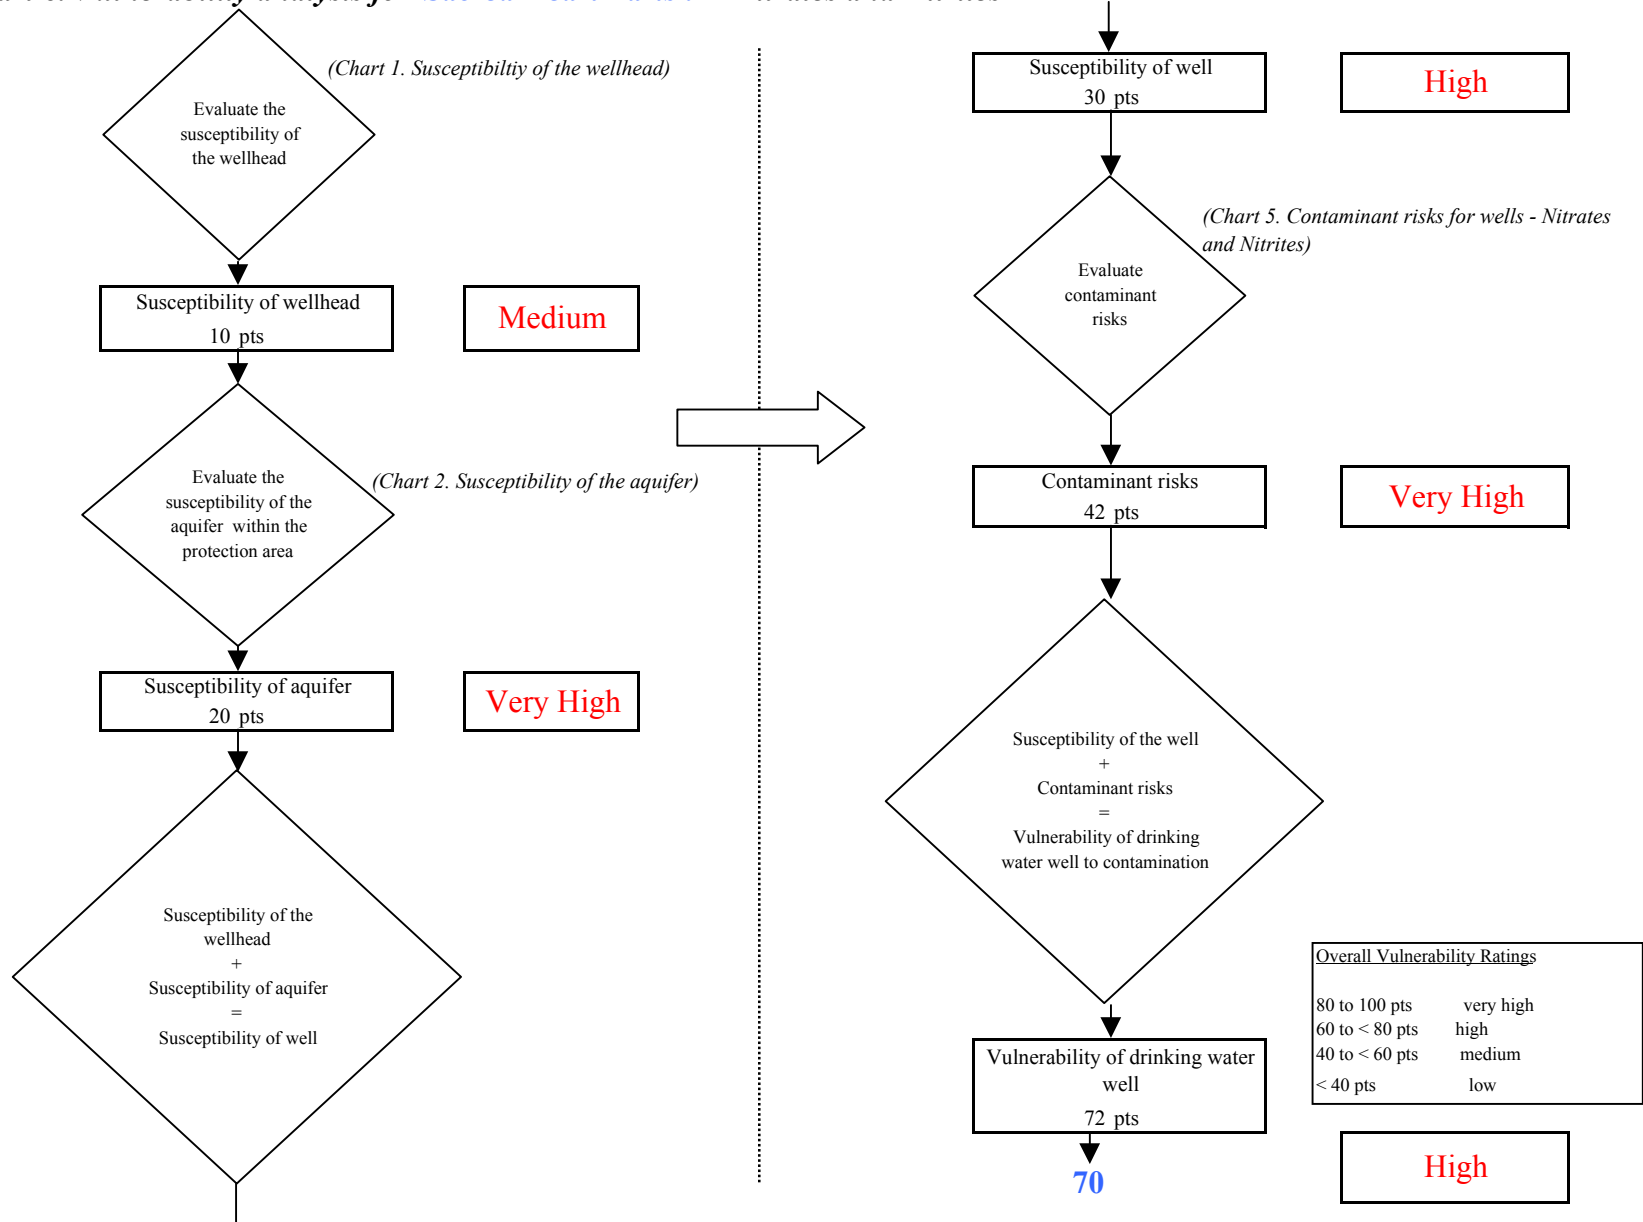 (Chart 1. Susceptibiltiy of the wellhead)
Evaluate the
susceptibility of
the wellhead
Susceptibility of wellhead
10 pts
Medium
(Chart 2. Susceptibility of the aquifer)
Evaluate the
susceptibility of the
aquifer within the
protection area
Susceptibility of aquifer
20 pts
Very High
Susceptibility of the
wellhead
+
Susceptibility of aquifer
=
Susceptibility of well
Susceptibility of well
30 pts
High
(Chart 5. Contaminant risks for wells - Nitrates
and Nitrites)
Evaluate
contaminant
risks
Contaminant risks
42 pts
Very High
Susceptibility of the well
+
Contaminant risks
=
Vulnerability of drinking
water well to contamination
Vulnerability of drinking water
well
72 pts
70
Overall Vulnerability Ratings
80 to 100 pts very high
60 to < 80 pts high
40 to < 60 pts medium
< 40 pts low
High